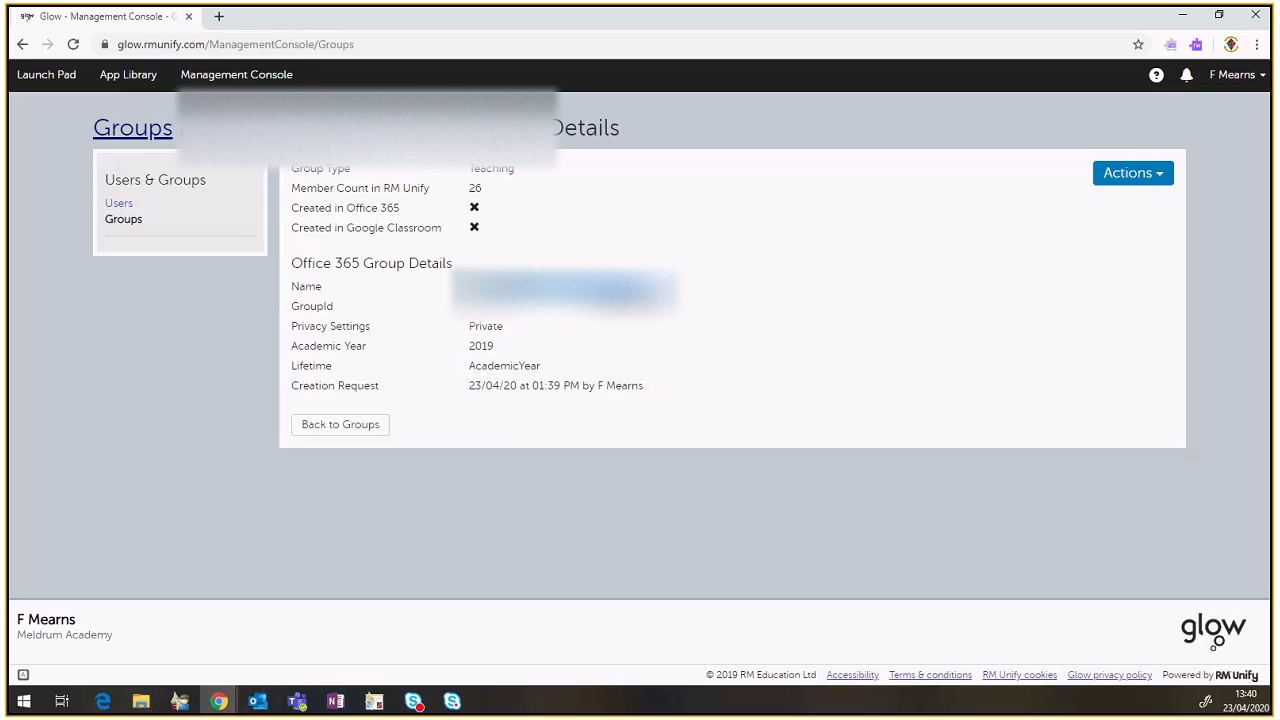 glow Glow - Management Console - G
glow.rmunify.com/ManagementConsole/Groups
Launch Pad App Library Management Console F Mearns
Groups Details
Users & Groups
Users
Groups
Group Type Teaching
Actions
Member Count in RM Unify 26
Created in Office 365
Created in Google Classroom
Office 365 Group Details
Name
GroupId
Privacy Settings Private
Academic Year 2019
Lifetime AcademicYear
Creation Request 23/04/20 at 01:39 PM by F Mearns
Back to Groups
F Mearns
Meldrum Academy
glow
© 2019 RM Education Ltd Accessibility Terms & conditions RM Unify cookies Glow privacy policy Powered by RM Unify
13:40
23/04/2020